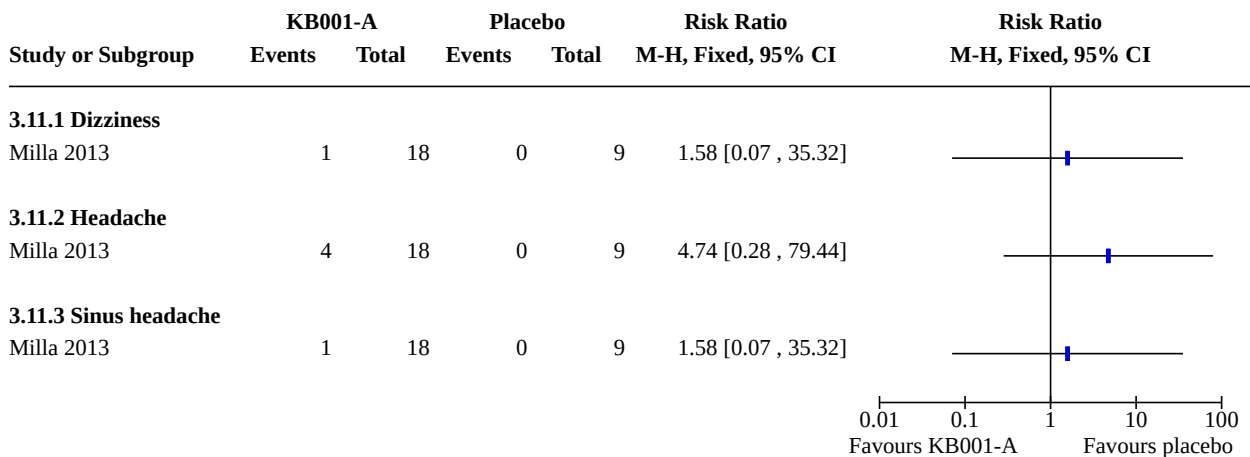 KB001-A Placebo Risk Ratio Risk Ratio
Study or Subgroup Events Total Events Total M-H, Fixed, 95% CI M-H, Fixed, 95% CI
3.11.1 Dizziness
Milla 2013 1 18 0 9 1.58 [0.07 , 35.32]
3.11.2 Headache
Milla 2013 4 18 0 9 4.74 [0.28 , 79.44]
3.11.3 Sinus headache
Milla 2013 1 18 0 9 1.58 [0.07 , 35.32]
0.01 0.1 1 10 100
Favours KB001-A Favours placebo